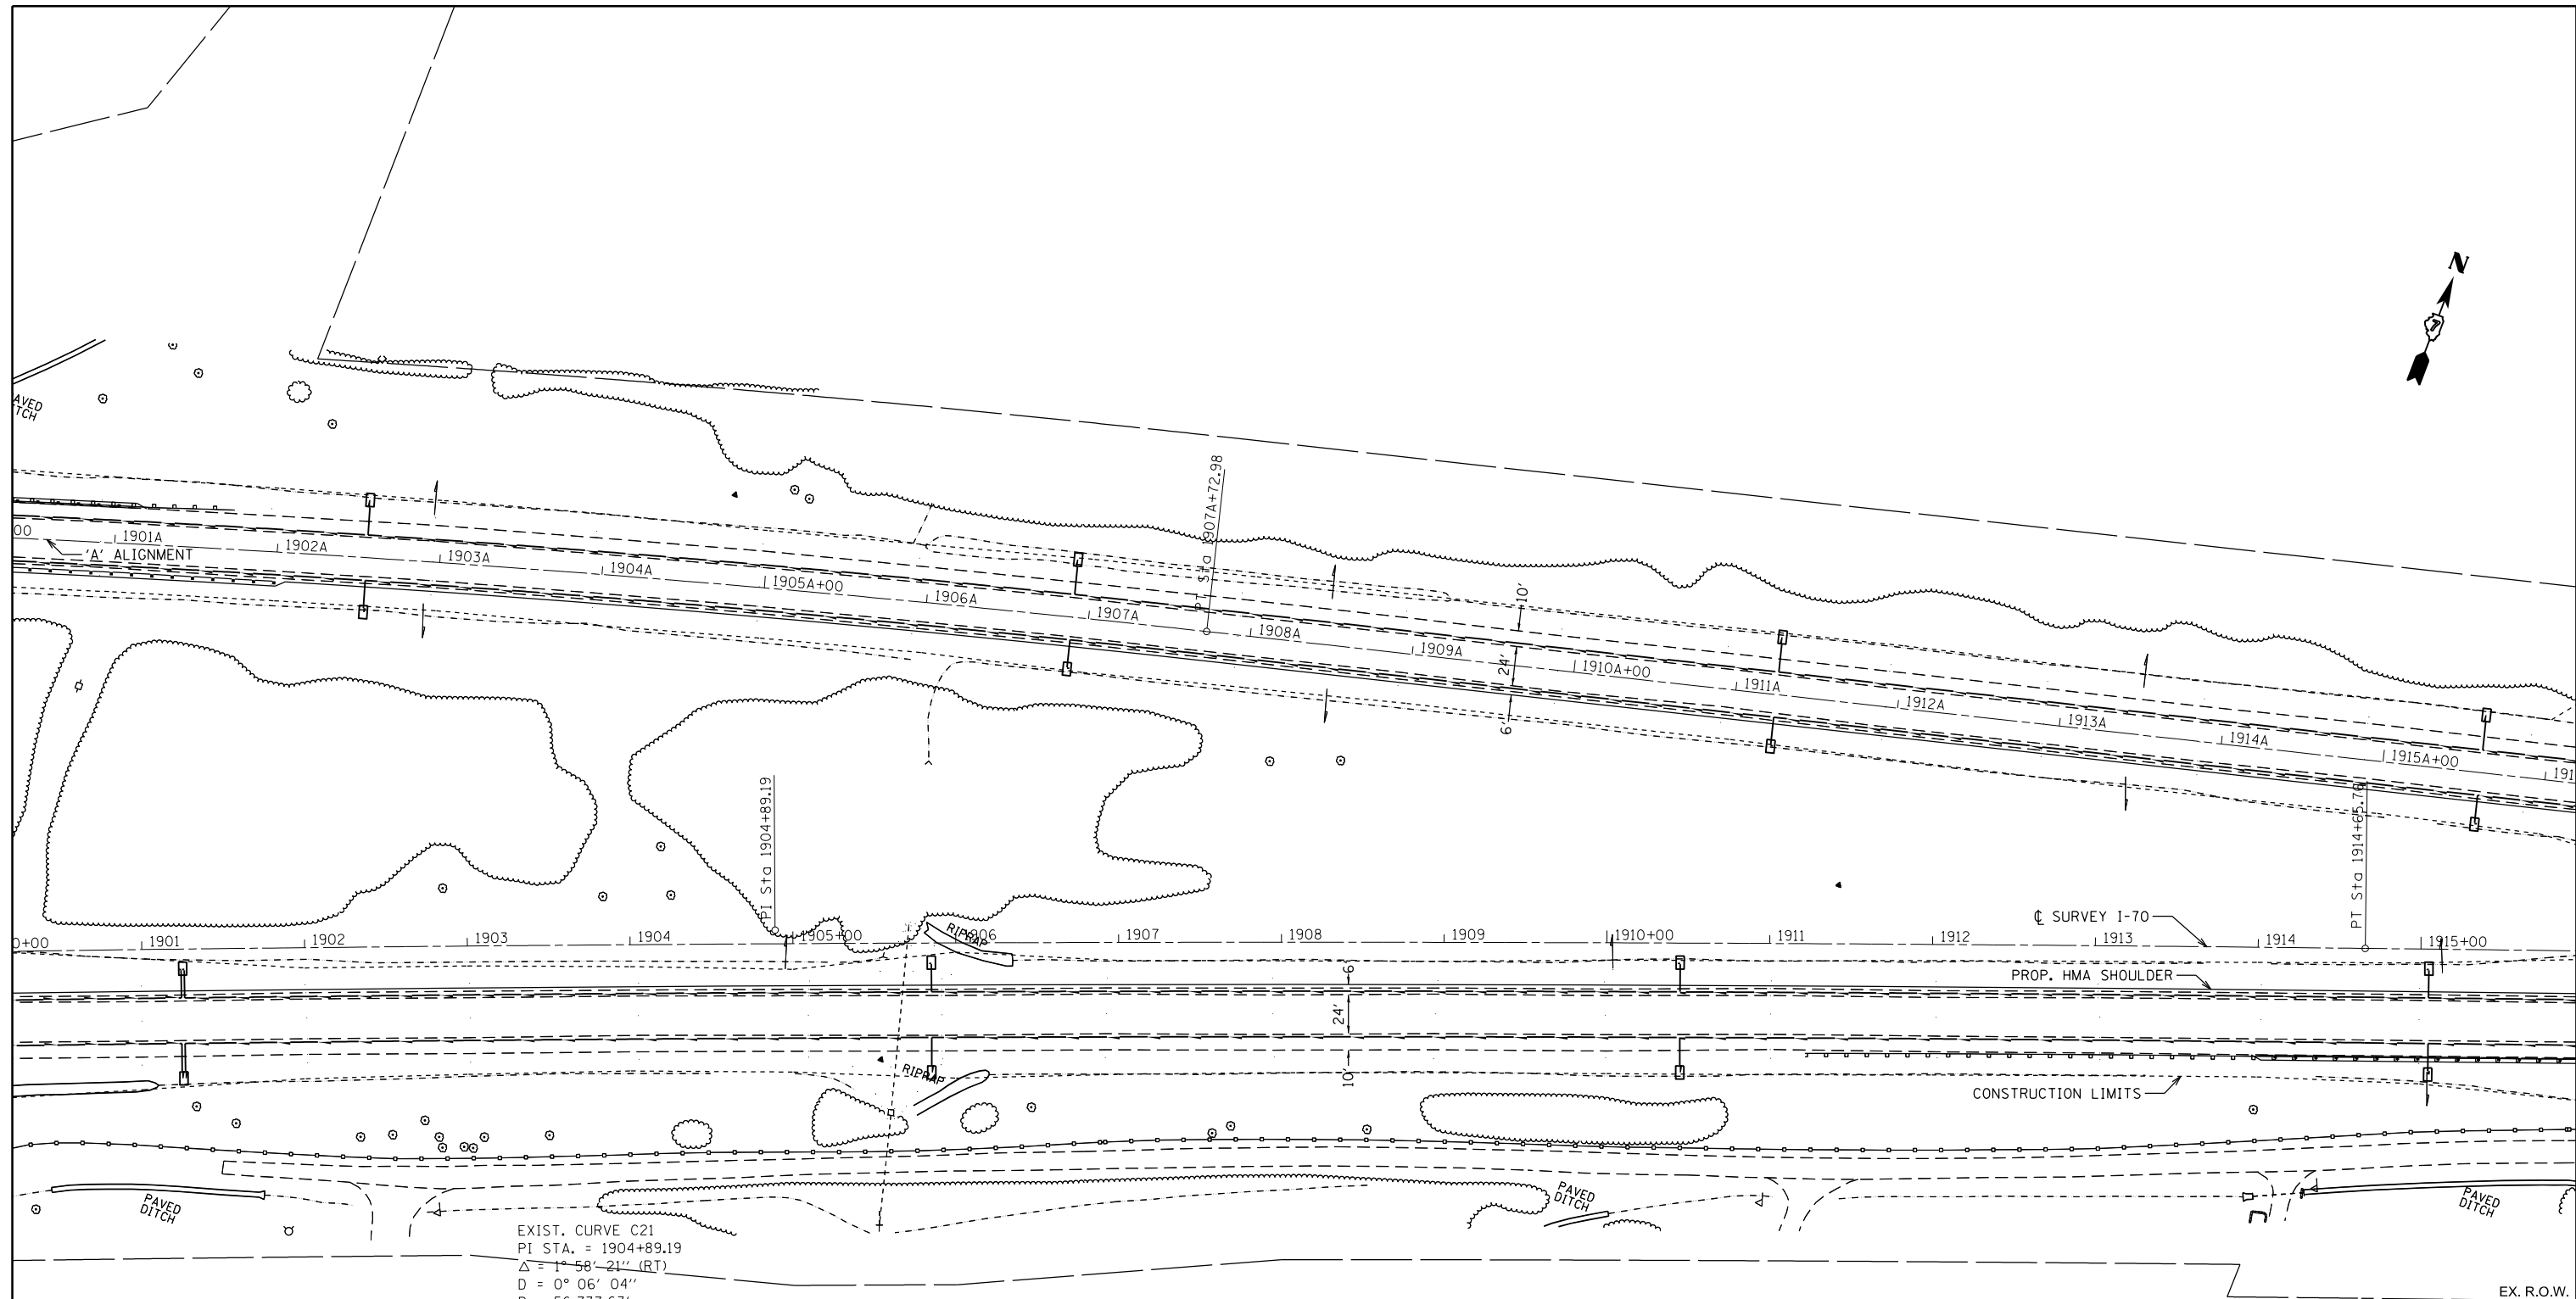 N
7
AVED
TCH
PT Sta 1907A+72.98
00
1901A
1902A
1903A
1904A
1905A+00
1906A
1907A
1908A
1909A
1910A+00
1911A
1912A
1913A
1914A
1915A+00
191
'A' ALIGNMENT
10'
24'
6'
PI Sta 1904+89.19
PT Sta 1914+65.76
℄ SURVEY I-70
0+00
1901
1902
1903
1904
1905+00
1906
1907
1908
1909
1910+00
1911
1912
1913
1914
1915+00
RIPRAP
PROP. HMA SHOULDER
6'
24'
10'
RIPRAP
CONSTRUCTION LIMITS
PAVED
DITCH
PAVED
DITCH
PAVED
DITCH
EXIST. CURVE C21
PI STA. = 1904+89.19
△ = 1° 58' 21'' (RT)
D = 0° 06' 04''
EX. R.O.W.